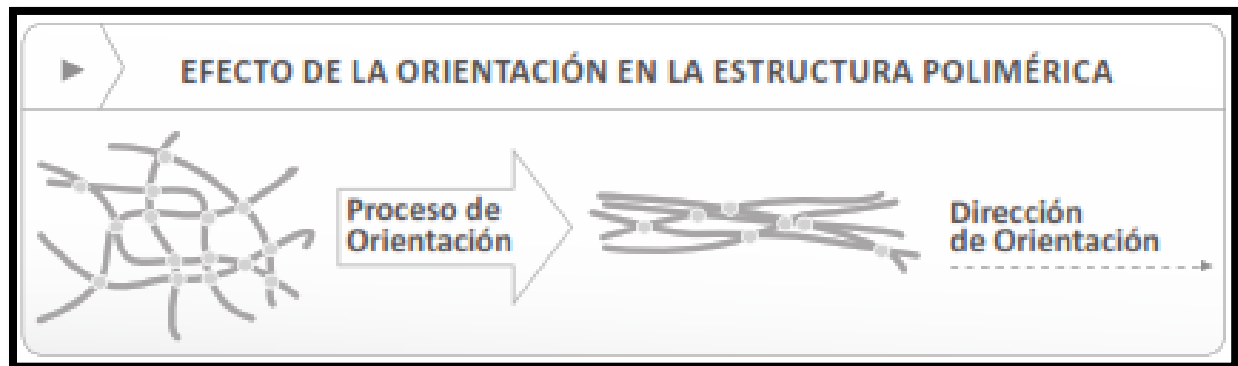 EFECTO DE LA ORIENTACIÓN EN LA ESTRUCTURA POLIMÉRICA
Proceso de
Orientación
Dirección
de Orientación